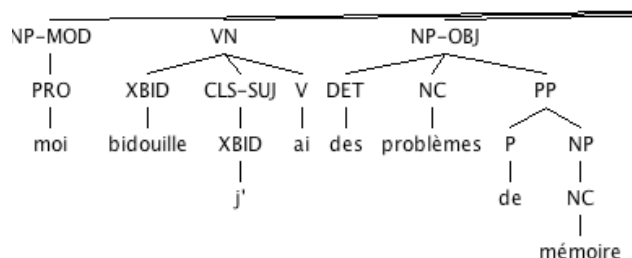 NP-MOD VN NP-OBJ
PRO XBID CLS-SUJ V DET NC PP
moi bidouille XBID ai des problèmes P NP
j' de NC
mémoire